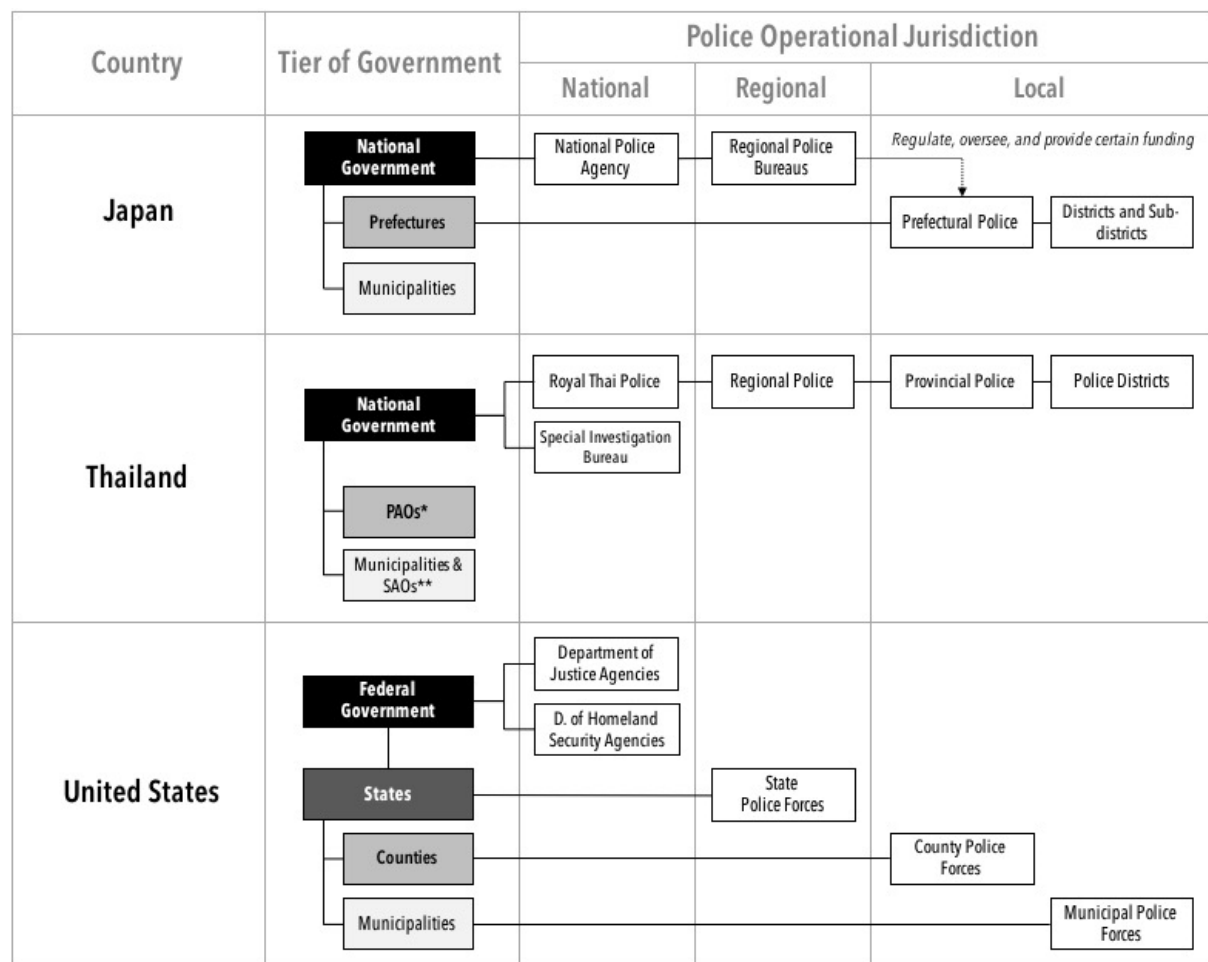 Country
Tier of Government
Police Operational Jurisdiction
National
Regional
Local
Japan
National
Government
Prefectures
Municipalities
National Police
Agency
Regional Police
Bureaus
Regulate, oversee, and provide certain funding
Prefectural Police
Districts and Sub-
districts
Thailand
National
Government
PAOs*
Municipalities &
SAOs**
Royal Thai Police
Special Investigation
Bureau
Regional Police
Provincial Police
Police Districts
United States
Federal
Government
States
Counties
Municipalities
Department of
Justice Agencies
D. of Homeland
Security Agencies
State
Police Forces
County Police
Forces
Municipal Police
Forces